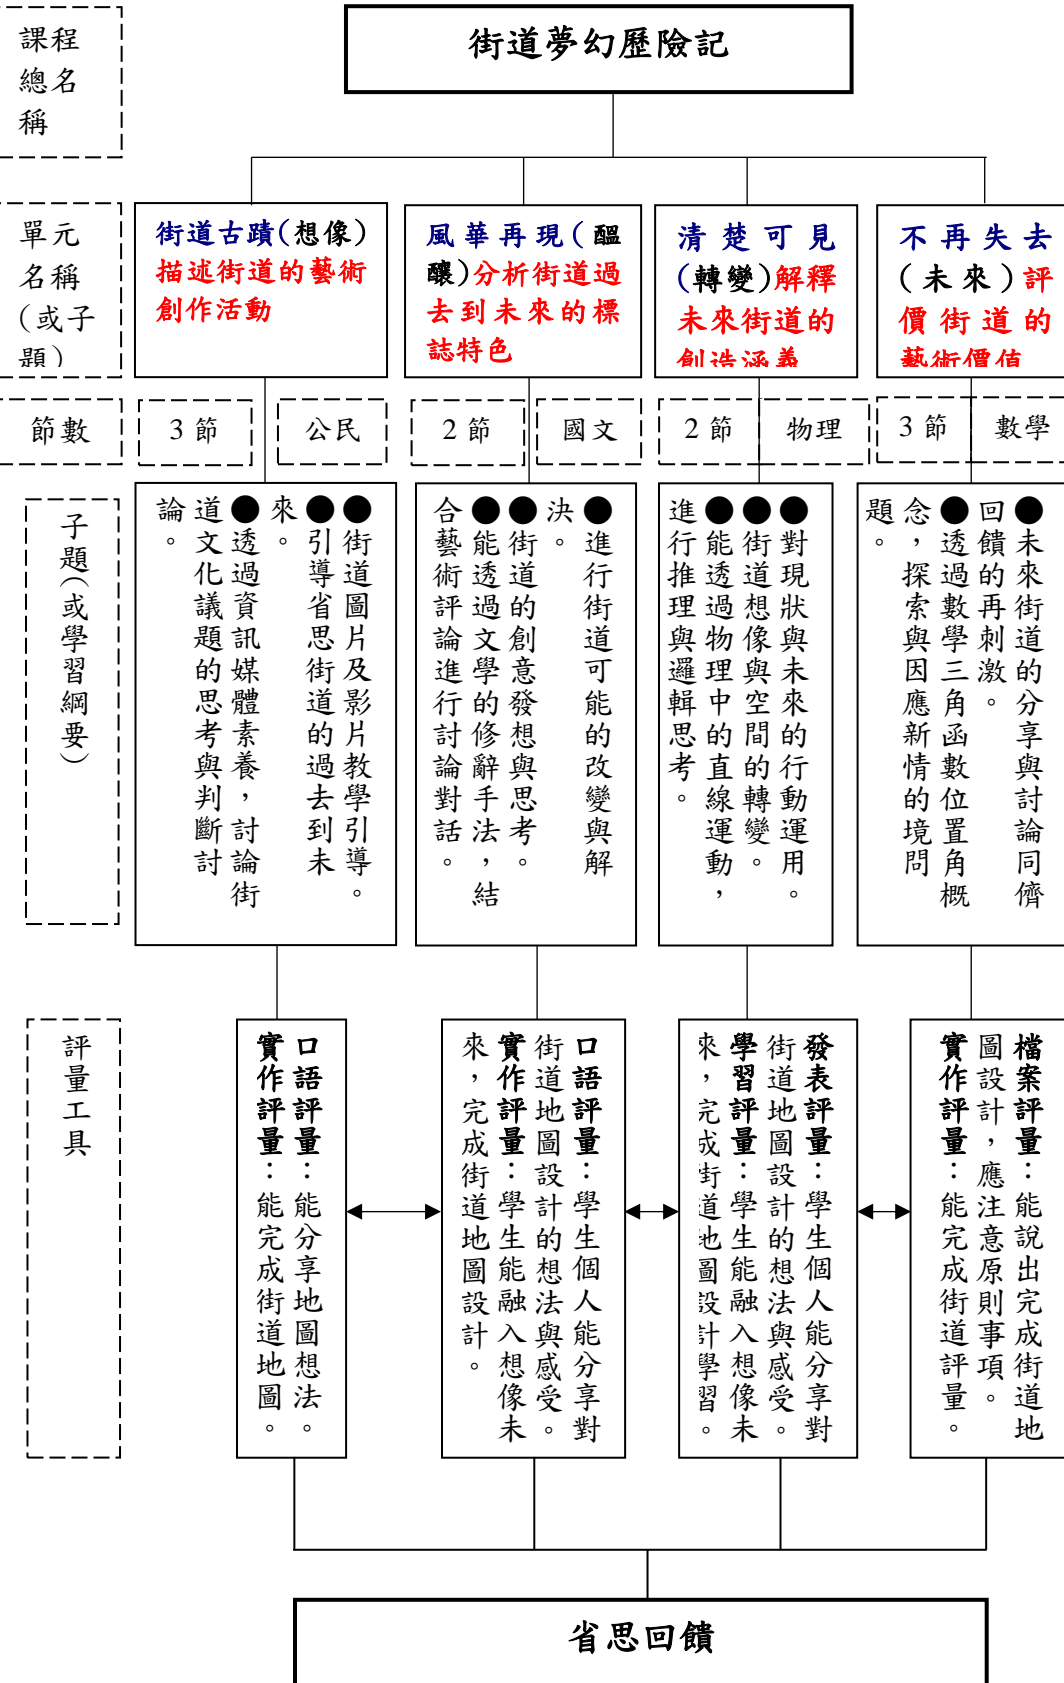 課程
總名
稱
街道夢幻歷險記
單元
名稱
(或子
題)
街道古蹟(想像)
描述街道的藝術
創作活動
風華再現(醞
釀)分析街道過
去到未來的標
誌特色
清楚可見
(轉變)解釋
未來街道的
創造涵義
不再失去
(未來)評
價街道的
藝術價值
節數
3節
公民
2節
國文
2節
物理
3節
數學
子題(或學習綱要)
●街道圖片及影片教學引導。
●引導省思街道的過去到未
來。
●透過資訊媒體素養,討論街
道文化議題的思考與判斷討
論。
●進行街道可能的改變與解
決。
●街道的創意發想與思考。
●能透過文學的修辭手法,結
合藝術評論進行討論對話。
●對現狀與未來的行動運用。
●街道想像與空間的轉變。
●能透過物理中的直線運動,
進行推理與邏輯思考。
●未來街道的分享與討論同儕
回饋的再刺激。
●透過數學三角函數位置角概
念,探索與因應新情的境問
題。
評量工具
口語評量:能分享地圖想法。
實作評量:能完成街道地圖。
口語評量:學生個人能分享對
街道地圖設計的想法與感受。
實作評量:學生能融入想像未
來,完成街道地圖設計。
發表評量:學生個人能分享對
街道地圖設計的想法與感受。
學習評量:學生能融入想像未
來,完成街道地圖設計學習。
檔案評量:能說出完成街道地
圖設計,應注意原則事項。
實作評量:能完成街道評量。
省思回饋